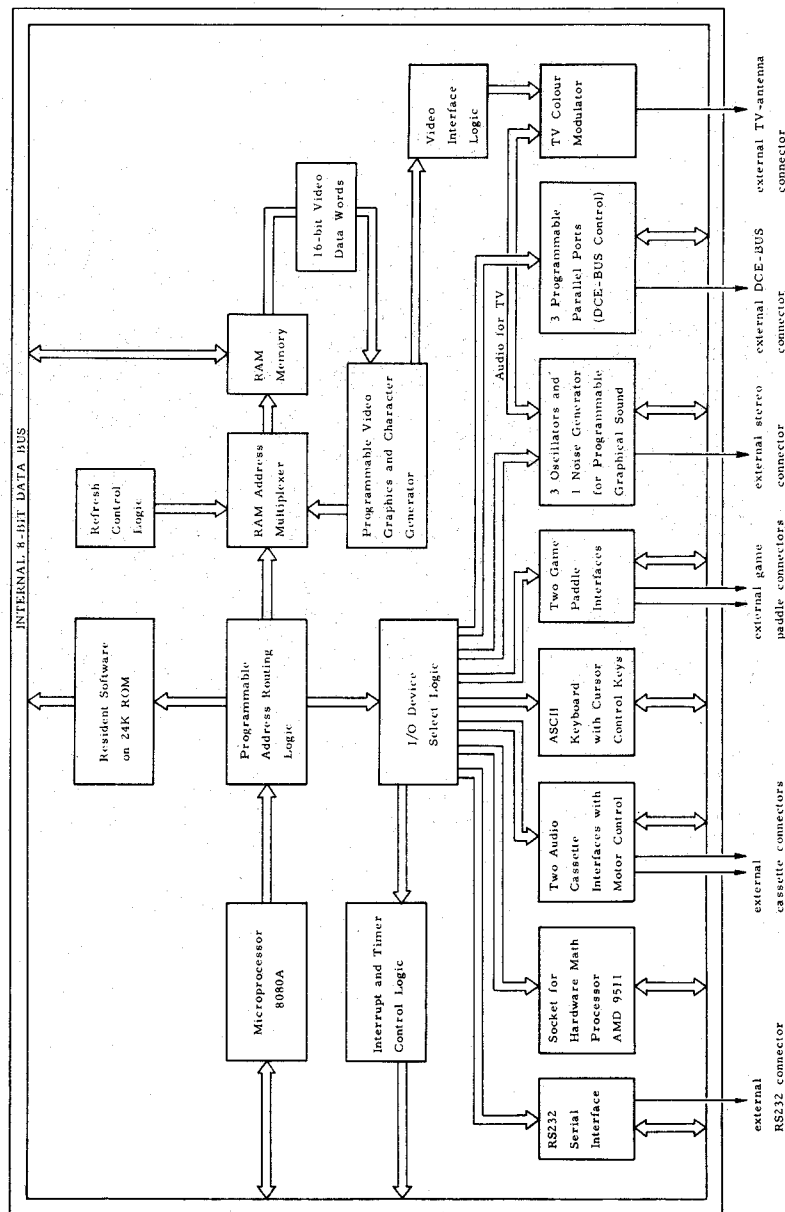 INTERNAL 8-BIT DATA BUS
Microprocessor
8080A
Resident Software
on 24K ROM
Programmable
Address Routing
Logic
Refresh
Control
Logic
RAM Address
Multiplexer
RAM
Memory
16-bit Video
Data Words
Interrupt and Timer
Control Logic
I/O Device
Select Logic
Programmable Video
Graphics and Character
Generator
Video
Interface
Logic
Audio for TV
RS232
Serial
Interface
Socket for
Hardware Math
Processor
AMD 9511
Two Audio
Cassette
Interfaces with
Motor Control
ASCII
Keyboard
with Cursor
Control Keys
Two Game
Paddle
Interfaces
3 Oscillators and
1 Noise Generator
for Programmable
Graphical Sound
3 Programmable
Parallel Ports
(DCE-BUS Control)
TV Colour
Modulator
external
RS232 connector
external
cassette connectors
external game
paddle connectors
external stereo
connector
external DCE-BUS
connector
external TV-antenna
connector